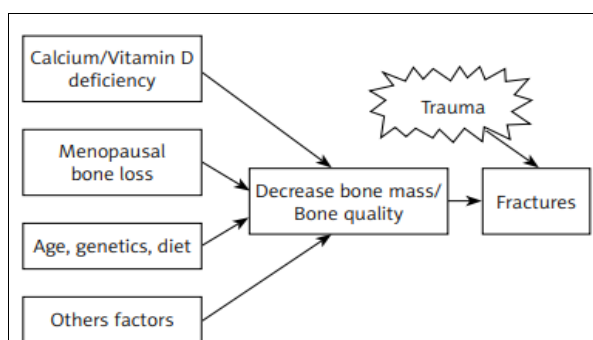 Calcium/Vitamin D
deficiency
Trauma
Menopausal
bone loss
Decrease bone mass/
Bone quality
Fractures
Age, genetics, diet
Others factors